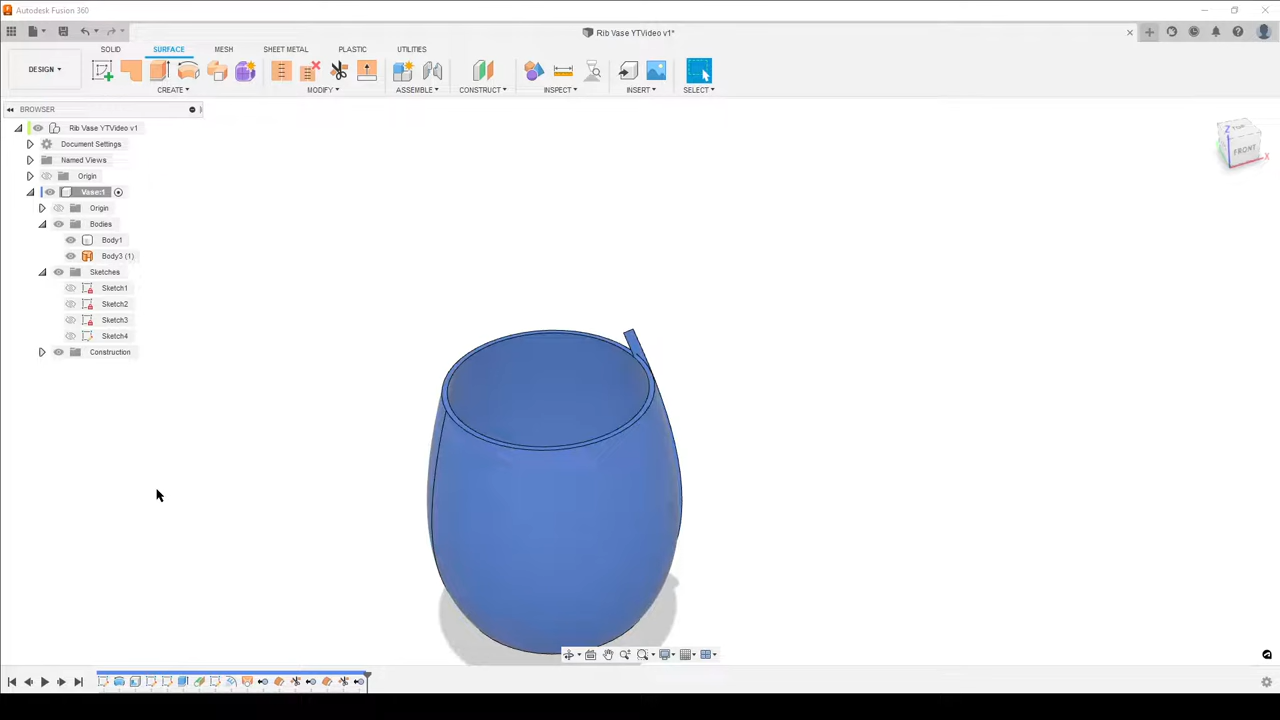 Autodesk Fusion 360
Rib Vase YTVideo v1*
SOLID SURFACE MESH SHEET METAL PLASTIC UTILITIES
DESIGN
CREATE MODIFY ASSEMBLE CONSTRUCT INSPECT INSERT SELECT
BROWSER
Rib Vase YTVideo v1
Document Settings
Named Views
Origin
Vase:1
Origin
Bodies
Body1
Body3 (1)
Sketches
Sketch1
Sketch2
Sketch3
Sketch4
Construction
TOP
Z
FRONT
X